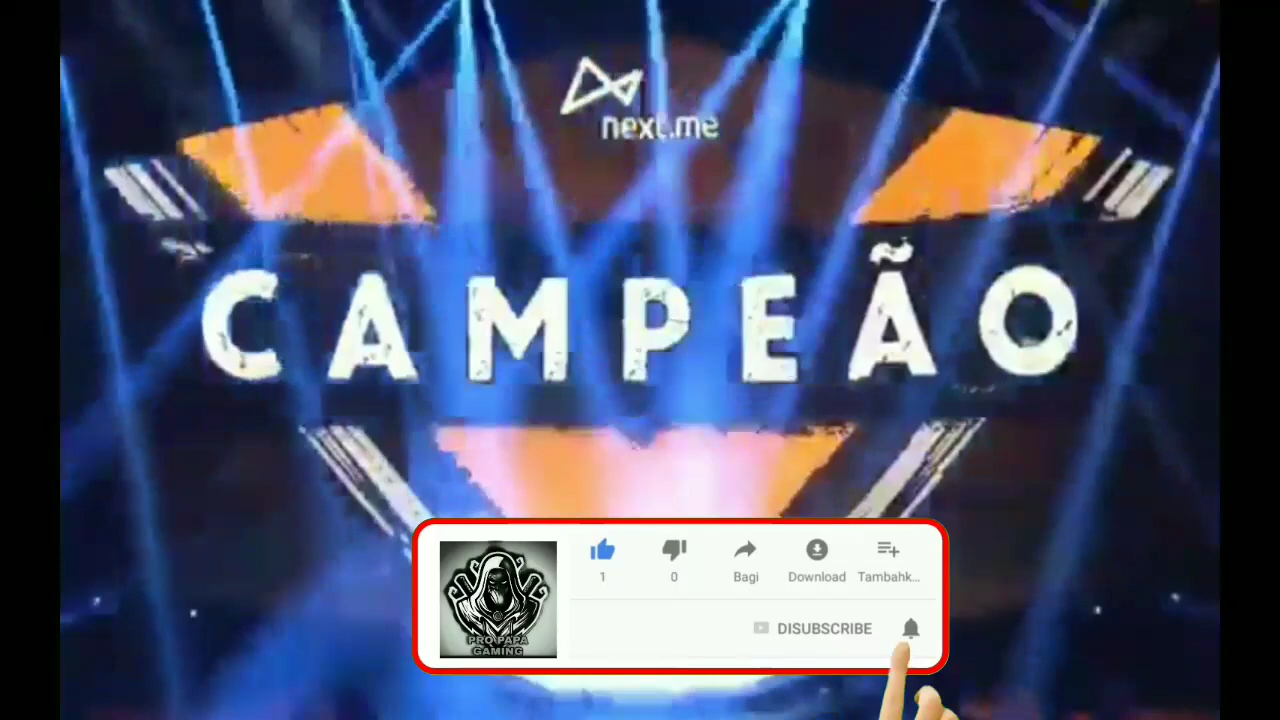 next.me
CAMPEÃO
1
0
Bagi
Download
Tambahk...
DISUBSCRIBE
PRO PAPA
GAMING